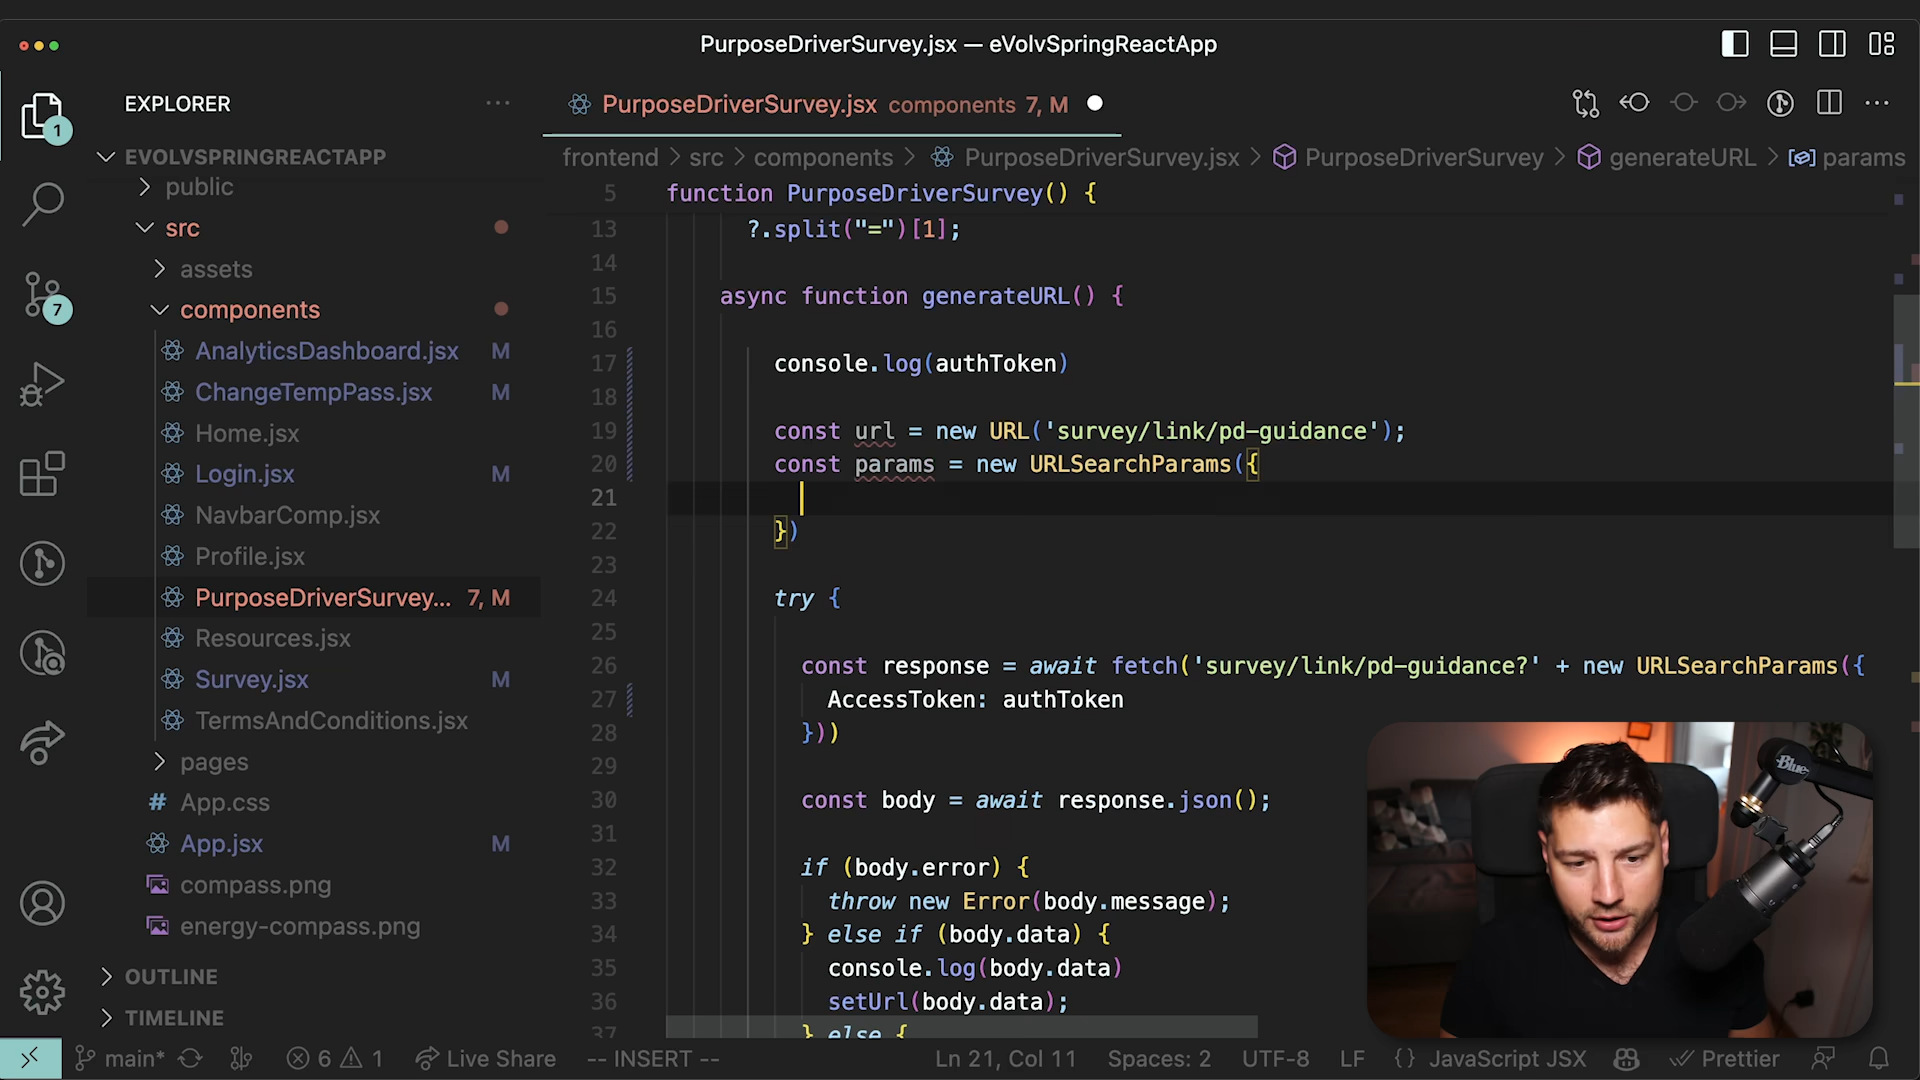 PurposeDriverSurvey.jsx — eVolvSpringReactApp
EXPLORER
PurposeDriverSurvey.jsx components 7, M
1
EVOLVSPRINGREACTAPP
frontend > src > components > PurposeDriverSurvey.jsx > PurposeDriverSurvey > generateURL > params
public
src
assets
7
components
AnalyticsDashboard.jsx M
ChangeTempPass.jsx M
Home.jsx
Login.jsx M
NavbarComp.jsx
Profile.jsx
PurposeDriverSurvey... 7, M
Resources.jsx
Survey.jsx M
TermsAndConditions.jsx
pages
# App.css
App.jsx M
compass.png
energy-compass.png
OUTLINE
TIMELINE
5 function PurposeDriverSurvey() {
13 ?.split("=")[1];
14
15 async function generateURL() {
16
17 console.log(authToken)
18
19 const url = new URL('survey/link/pd-guidance');
20 const params = new URLSearchParams({
21
22 })
23
24 try {
25
26 const response = await fetch('survey/link/pd-guidance?' + new URLSearchParams({
27 AccessToken: authToken
28 }))
29
30 const body = await response.json();
31
32 if (body.error) {
33 throw new Error(body.message);
34 } else if (body.data) {
35 console.log(body.data)
36 setUrl(body.data);
37 } else {
Blue
main* 6 1 Live Share -- INSERT -- Ln 21, Col 11 Spaces: 2 UTF-8 LF {} JavaScript JSX Prettier